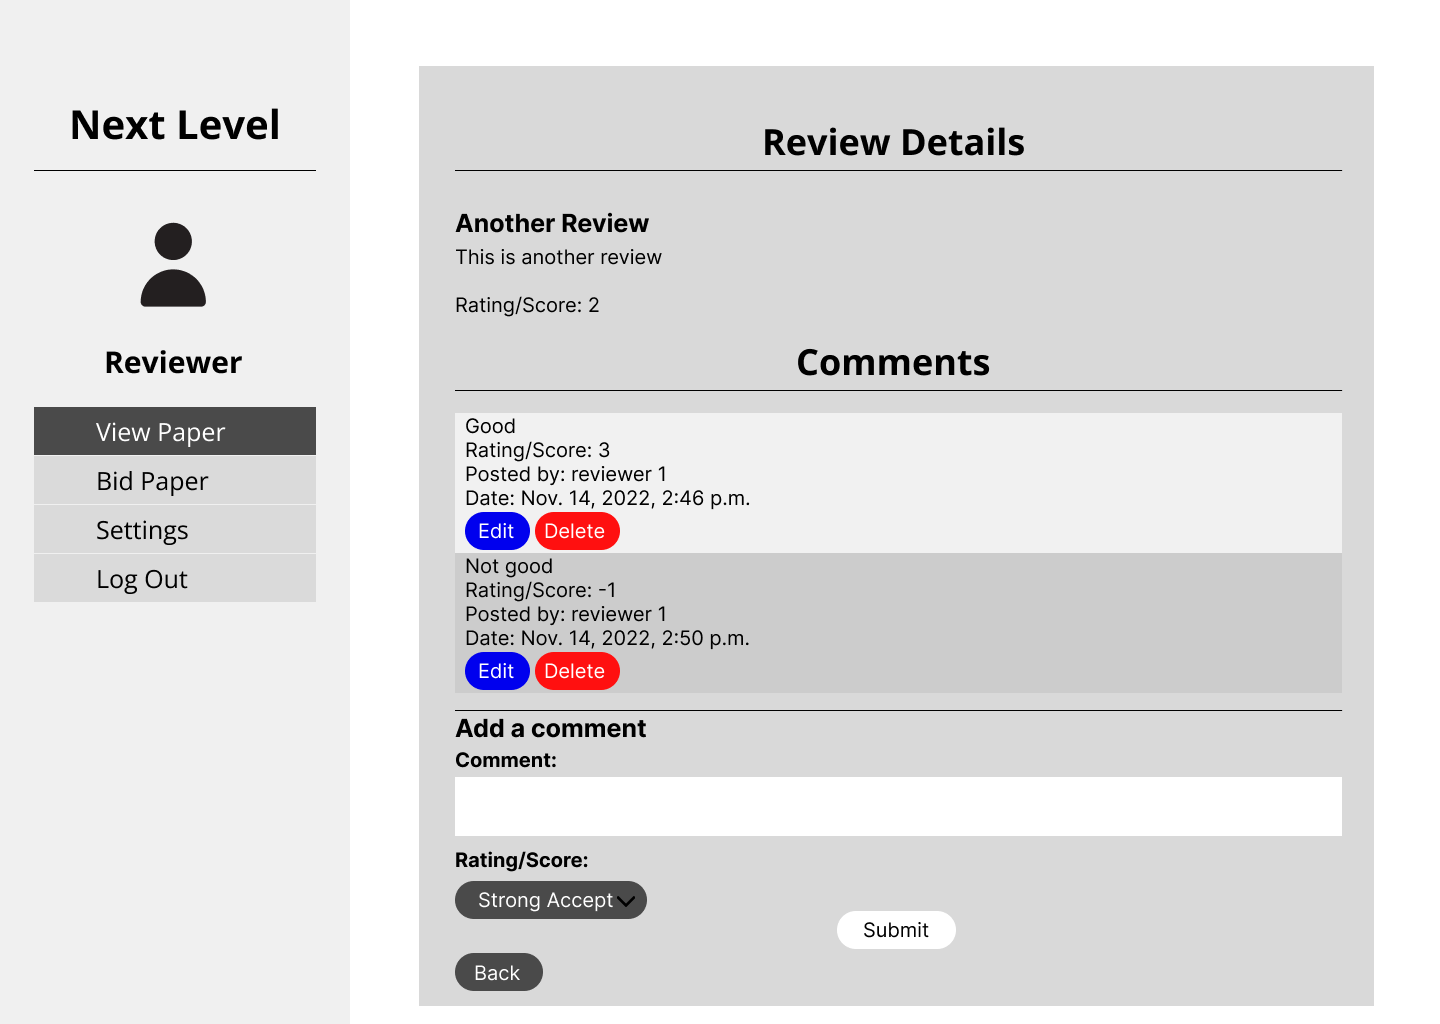 Next Level
Reviewer
View Paper
Bid Paper
Settings
Log Out
Review Details
Another Review
This is another review
Rating/Score: 2
Comments
Good
Rating/Score: 3
Posted by: reviewer 1
Date: Nov. 14, 2022, 2:46 p.m.
Edit Delete
Not good
Rating/Score: -1
Posted by: reviewer 1
Date: Nov. 14, 2022, 2:50 p.m.
Edit Delete
Add a comment
Comment:
Rating/Score:
Strong Accept
Submit
Back